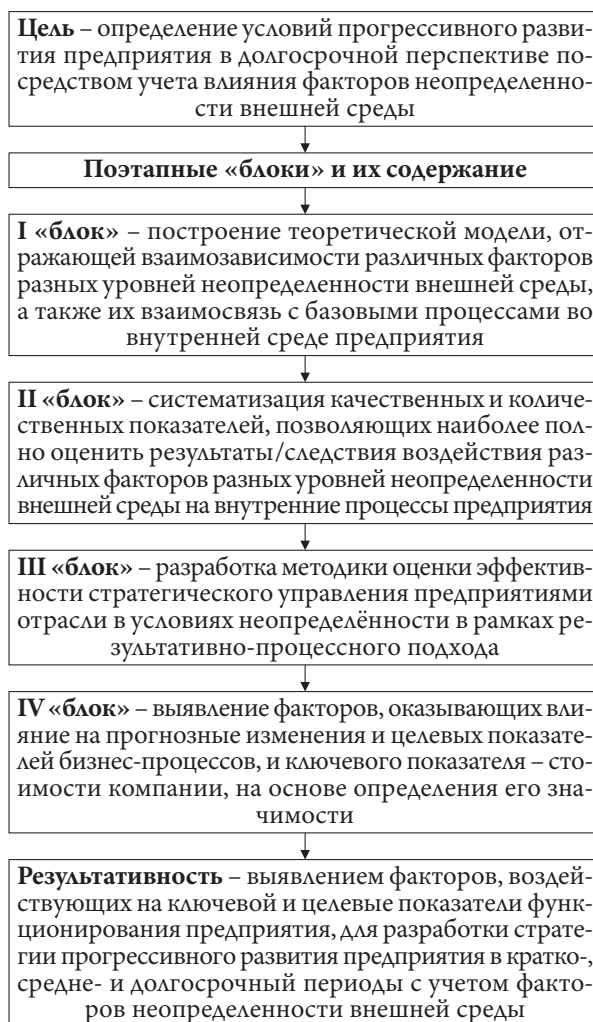 Цель – определение условий прогрессивного разви-
тия предприятия в долгосрочной перспективе по-
средством учета влияния факторов неопределенно-
сти внешней среды
Поэтапные «блоки» и их содержание
I «блок» – построение теоретической модели, от-
ражающей взаимозависимости различных факторов
разных уровней неопределенности внешней среды,
а также их взаимосвязь с базовыми процессами во
внутренней среде предприятия
II «блок» – систематизация качественных и количе-
ственных показателей, позволяющих наиболее пол-
но оценить результаты/следствия воздействия раз-
личных факторов разных уровней неопределенности
внешней среды на внутренние процессы предприятия
III «блок» – разработка методики оценки эффектив-
ности стратегического управления предприятиями
отрасли в условиях неопределённости в рамках ре-
зультативно-процессного подхода
IV «блок» – выявление факторов, оказывающих вли-
яние на прогнозные изменения и целевых показате-
лей бизнес-процессов, и ключевого показателя – сто-
имости компании, на основе определения его зна-
чимости
Результативность – выявлением факторов, воздей-
ствующих на ключевой и целевые показатели функ-
ционирования предприятия, для разработки страте-
гии прогрессивного развития предприятия в кратко-,
средне- и долгосрочный периоды с учетом факто-
ров неопределенности внешней среды